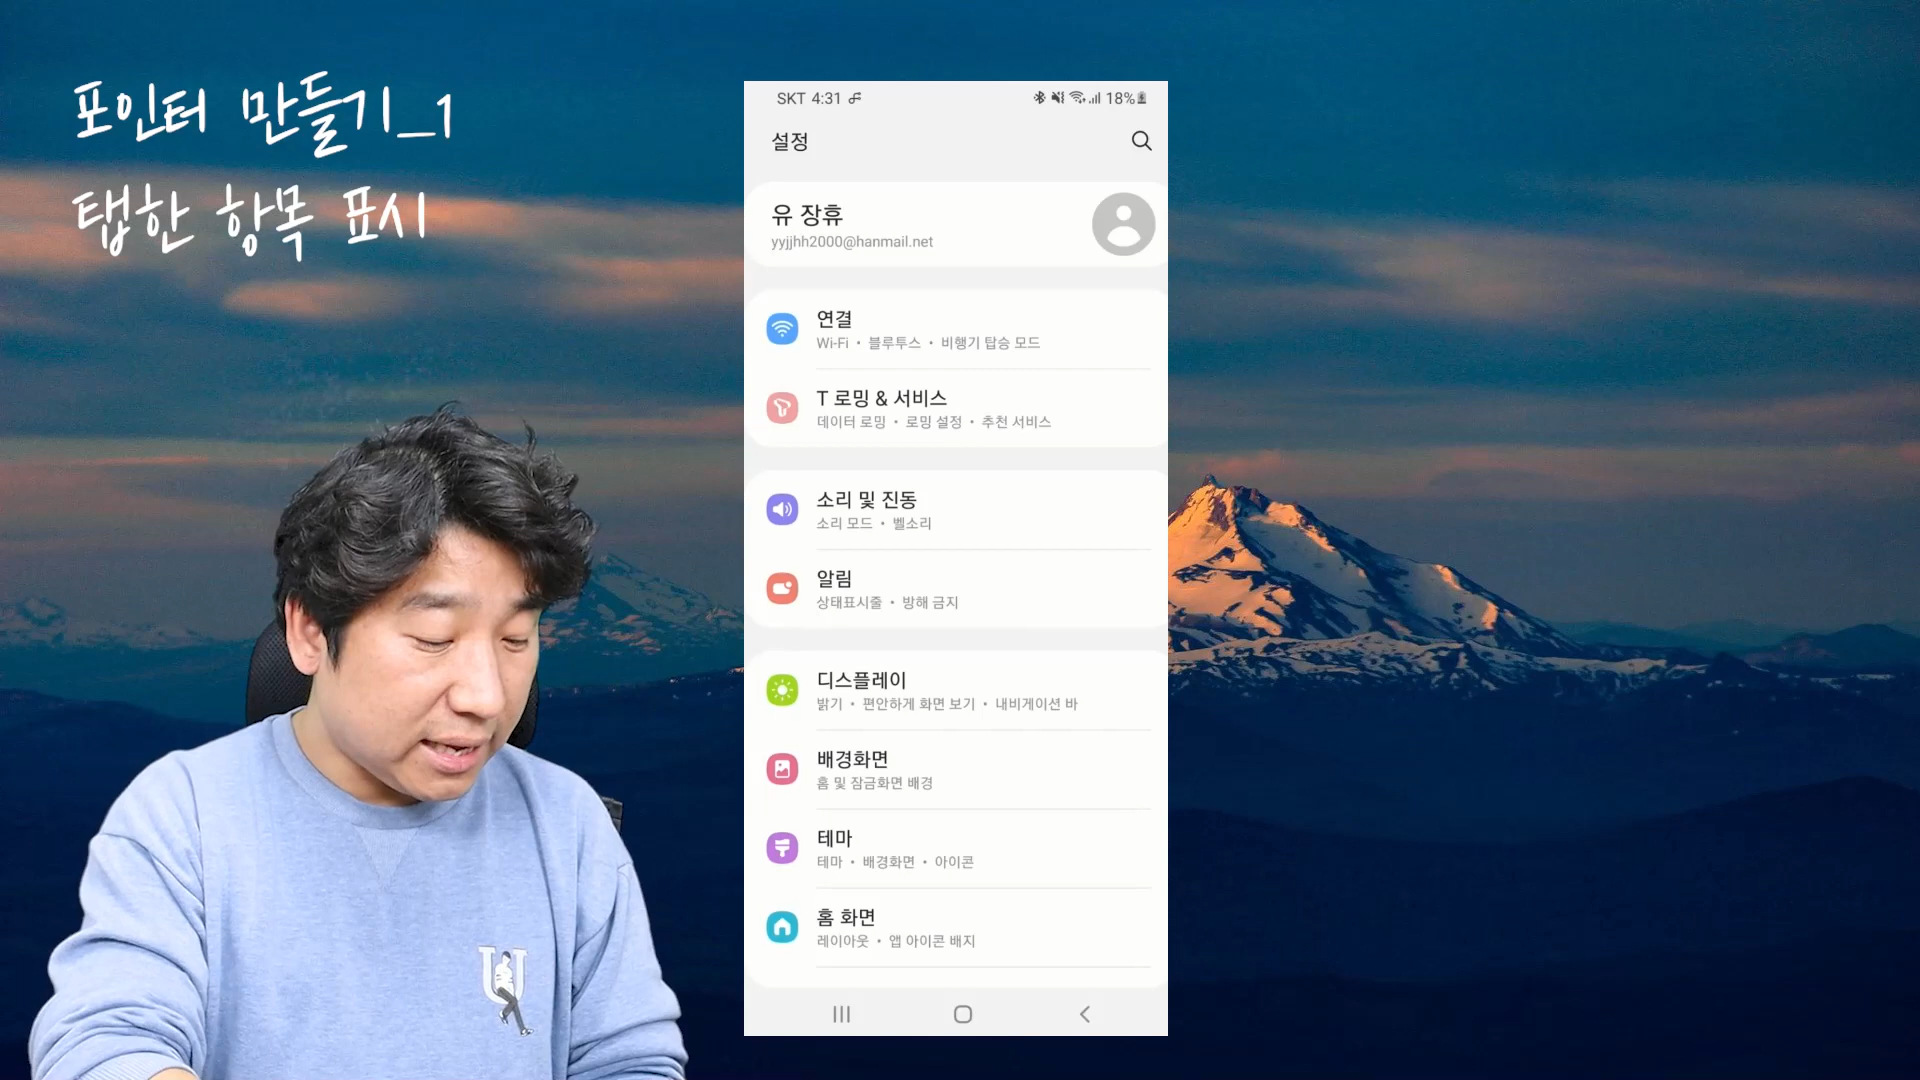 포인터 만들기_1
탭한 항목 표시
SKT 4:31
18%
설정
유 장휴
yyjjhh2000@hanmail.net
연결
Wi-Fi • 블루투스 • 비행기 탑승 모드
T 로밍 & 서비스
데이터 로밍 • 로밍 설정 • 추천 서비스
소리 및 진동
소리 모드 • 벨소리
알림
상태표시줄 • 방해 금지
디스플레이
밝기 • 편안하게 화면 보기 • 내비게이션 바
배경화면
홈 및 잠금화면 배경
테마
테마 • 배경화면 • 아이콘
홈 화면
레이아웃 • 앱 아이콘 배지
U